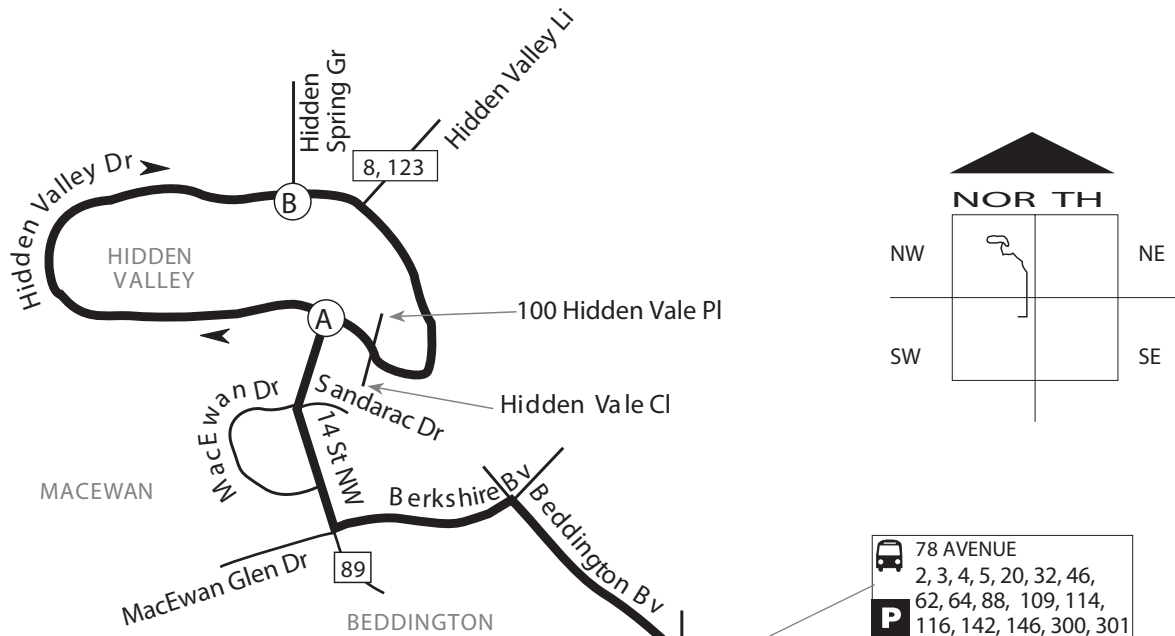 Hidden
Spring Gr
Hidden Valley Li
8, 123
Hidden Valley Dr
B
HIDDEN
VALLEY
A
100 Hidden Vale Pl
Hidden Vale Cl
MacEwan Dr
Sandarac Dr
14 St NW
MACEWAN
Berkshire Bv
Beddington Bv
MacEwan Glen Dr
89
BEDDINGTON
NOR TH
NW
NE
SW
SE
78 AVENUE
2, 3, 4, 5, 20, 32, 46,
P
62, 64, 88, 109, 114,
116, 142, 146, 300, 301